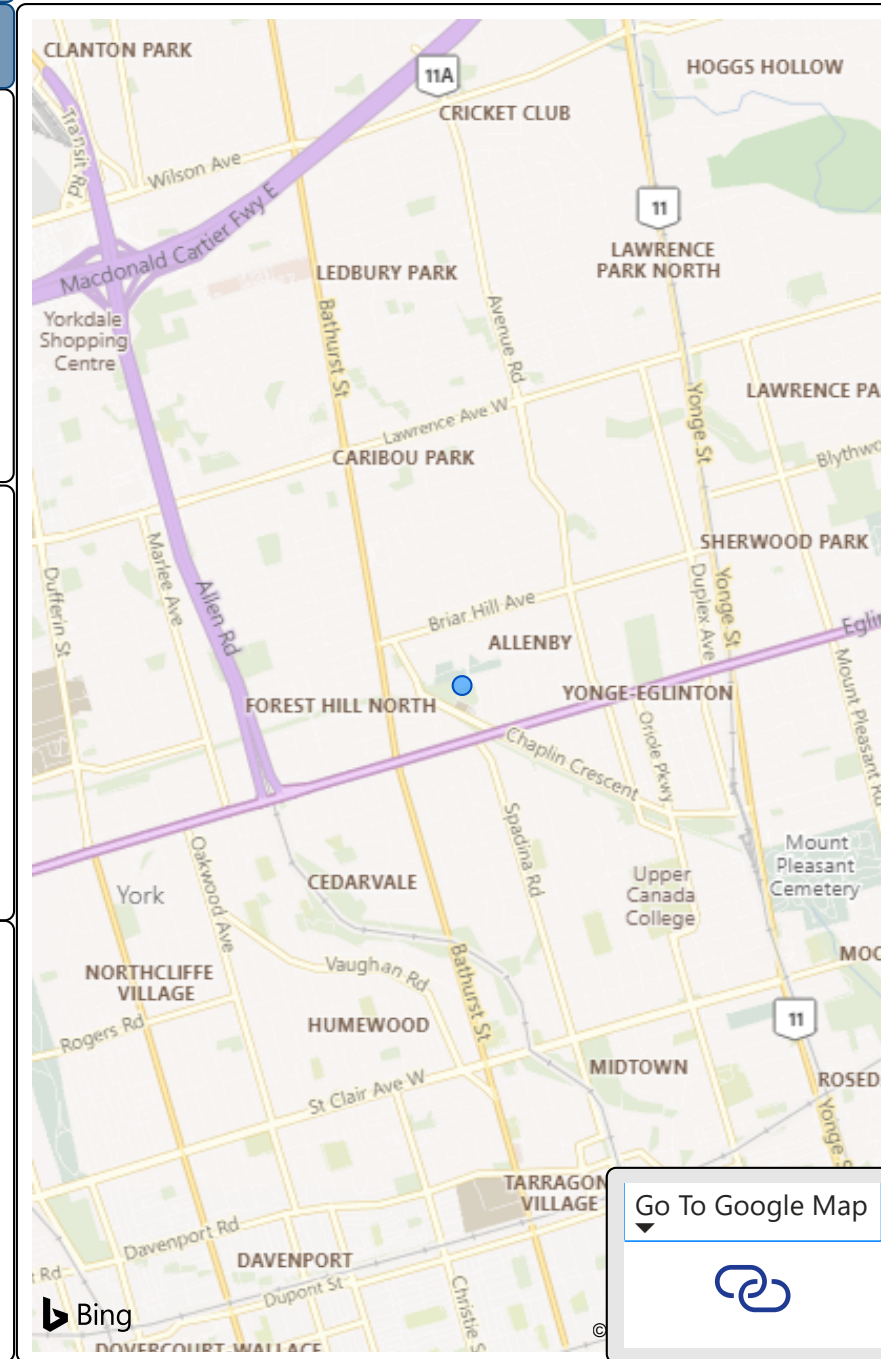 CLANTON PARK
11A
HOGGS HOLLOW
CRICKET CLUB
Transit Rd
Wilson Ave
11
Macdonald Cartier Fwy E
LAWRENCE
PARK NORTH
LEDBURY PARK
Yorkdale
Shopping
Centre
Bathurst St
Avenue Rd
LAWRENCE PA
Yonge St
Lawrence Ave W
CARIBOU PARK
Blythwo
Marlee Ave
SHERWOOD PARK
Dufferin St
Allen Rd
Duplex Ave
Yonge St
Briar Hill Ave
Eglin
ALLENBY
Mount Pleasant Rd
YONGE-EGLINTON
FOREST HILL NORTH
Oriole Pkwy
Chaplin Crescent
Spadina Rd
Oakwood Ave
Mount
Pleasant
Cemetery
Upper
Canada
College
CEDARVALE
York
Bathurst St
MOO
Vaughan Rd
NORTHCLIFFE
VILLAGE
11
Rogers Rd
HUMEWOOD
MIDTOWN
ROSED
St Clair Ave W
Yonge S
TARRAGON
VILLAGE
Go To Google Map
Davenport Rd
DAVENPORT
t Rd
Dupont St
Christie S
Bing
©
DOVERCOURT-WALLACE